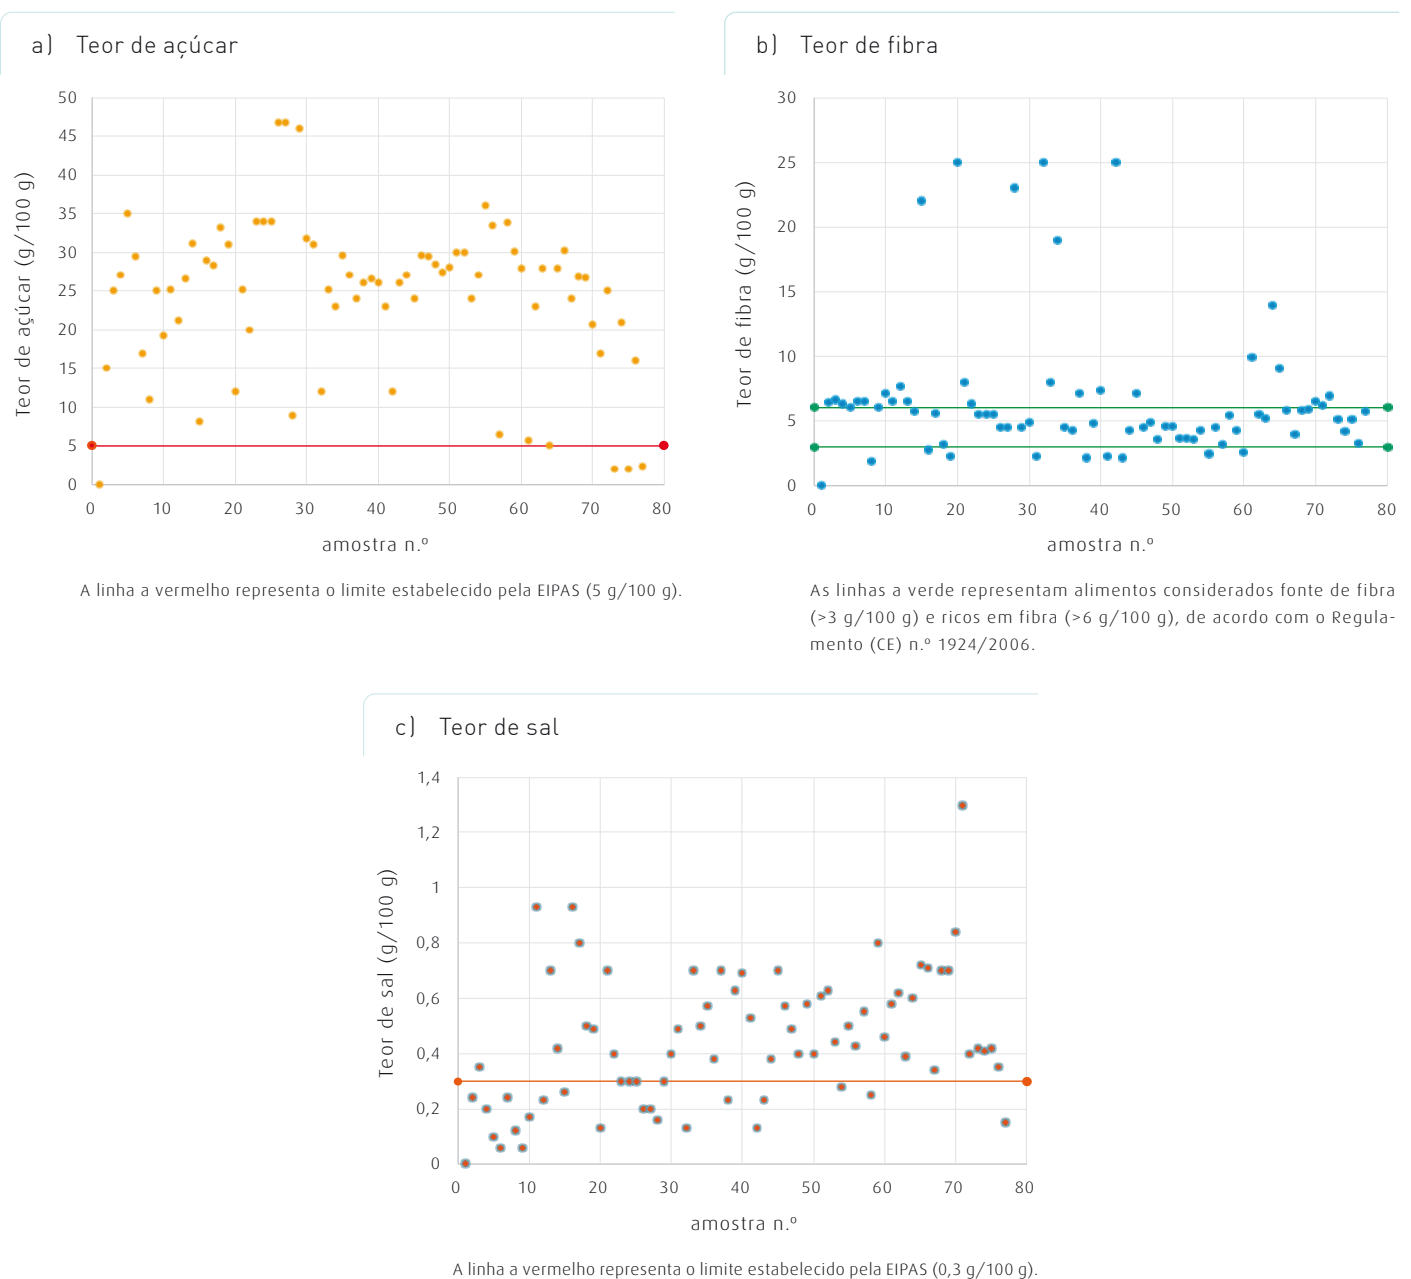 a) Teor de açúcar
50
45
40
35
30
25
20
15
10
5
0
Teor de açúcar (g/100 g)
0 10 20 30 40 50 60 70 80
amostra n.º
A linha a vermelho representa o limite estabelecido pela EIPAS (5 g/100 g).
b) Teor de fibra
30
25
20
15
10
5
0
Teor de fibra (g/100 g)
0 10 20 30 40 50 60 70 80
amostra n.º
As linhas a verde representam alimentos considerados fonte de fibra
(>3 g/100 g) e ricos em fibra (>6 g/100 g), de acordo com o Regula-
mento (CE) n.º 1924/2006.
c) Teor de sal
1,4
1,2
1
0,8
0,6
0,4
0,2
0
Teor de sal (g/100 g)
0 10 20 30 40 50 60 70 80
amostra n.º
A linha a vermelho representa o limite estabelecido pela EIPAS (0,3 g/100 g).